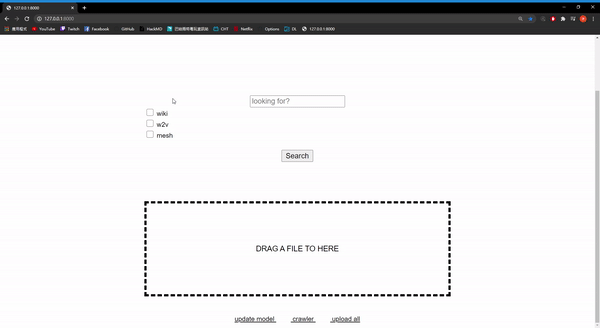 127.0.0.1:8000
127.0.0.1:8000
應用程式 YouTube Twitch Facebook GitHub HackMD CHT Netflix Options DL 127.0.0.1:8000
looking for?
wiki
w2v
mesh
Search
DRAG A FILE TO HERE
update model crawler upload all